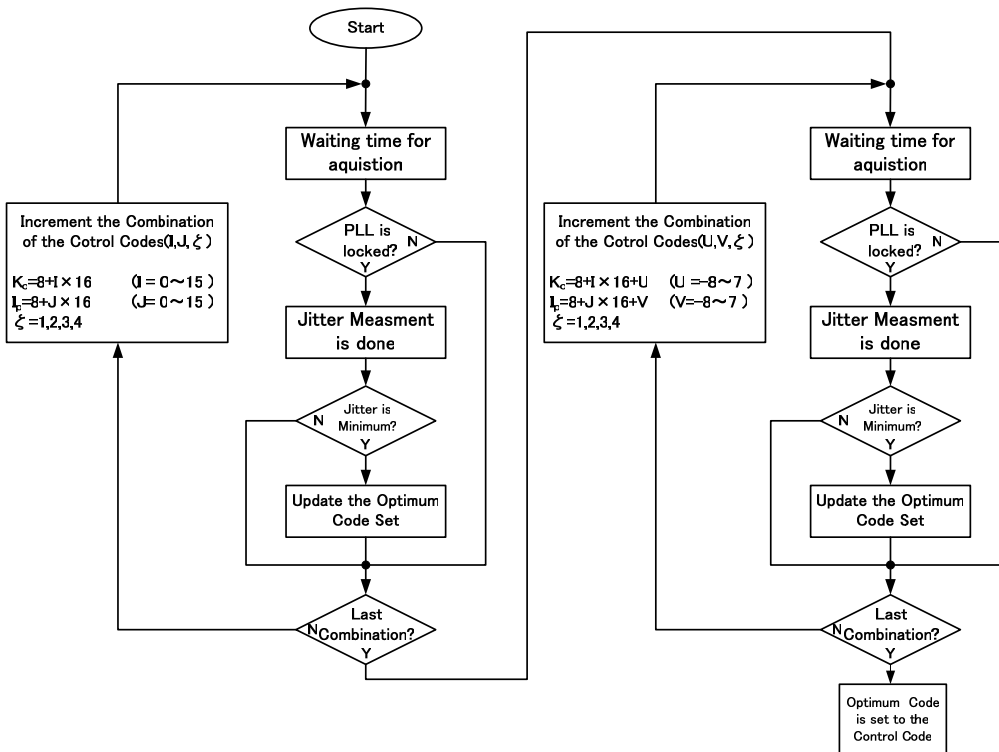 Start
Waiting time for
aquistion
PLL is
locked?
N
Y
Jitter Measment
is done
Jitter is
Minimum?
N
Y
Update the Optimum
Code Set
Last
Combination?
N
Y
Increment the Combination
of the Cotrol Codes(I,J, ζ )
Kc=8+I×16 (I = 0~15 )
Ip=8+J×16 (J= 0~15 )
ζ =1,2,3,4
Waiting time for
aquistion
PLL is
locked?
N
Y
Jitter Measment
is done
Jitter is
Minimum?
N
Y
Update the Optimum
Code Set
Last
Combination?
N
Y
Increment the Combination
of the Cotrol Codes(U,V, ζ )
Kc=8+I×16+U (U =-8~7 )
Ip=8+J×16+V (V=-8~7 )
ζ =1,2,3,4
Optimum Code
is set to the
Control Code